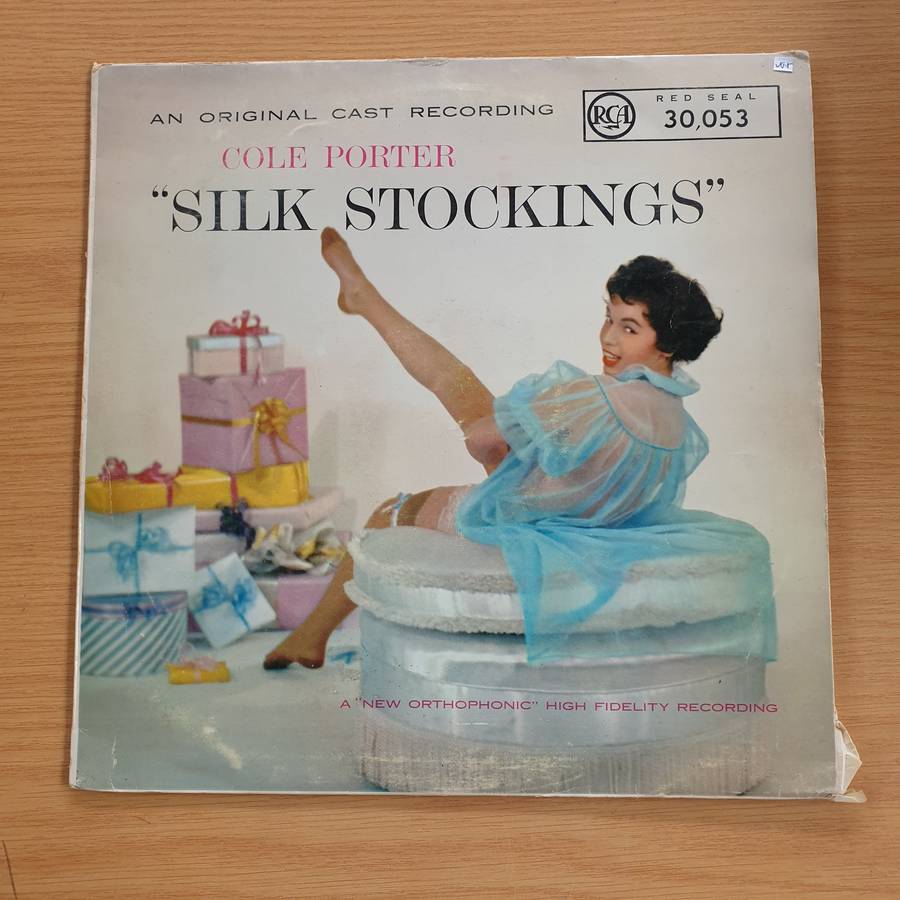 AN ORIGINAL CAST RECORDING
RCA
RED SEAL
30,053
COLE PORTER
“SILK STOCKINGS”
A “NEW ORTHOPHONIC” HIGH FIDELITY RECORDING